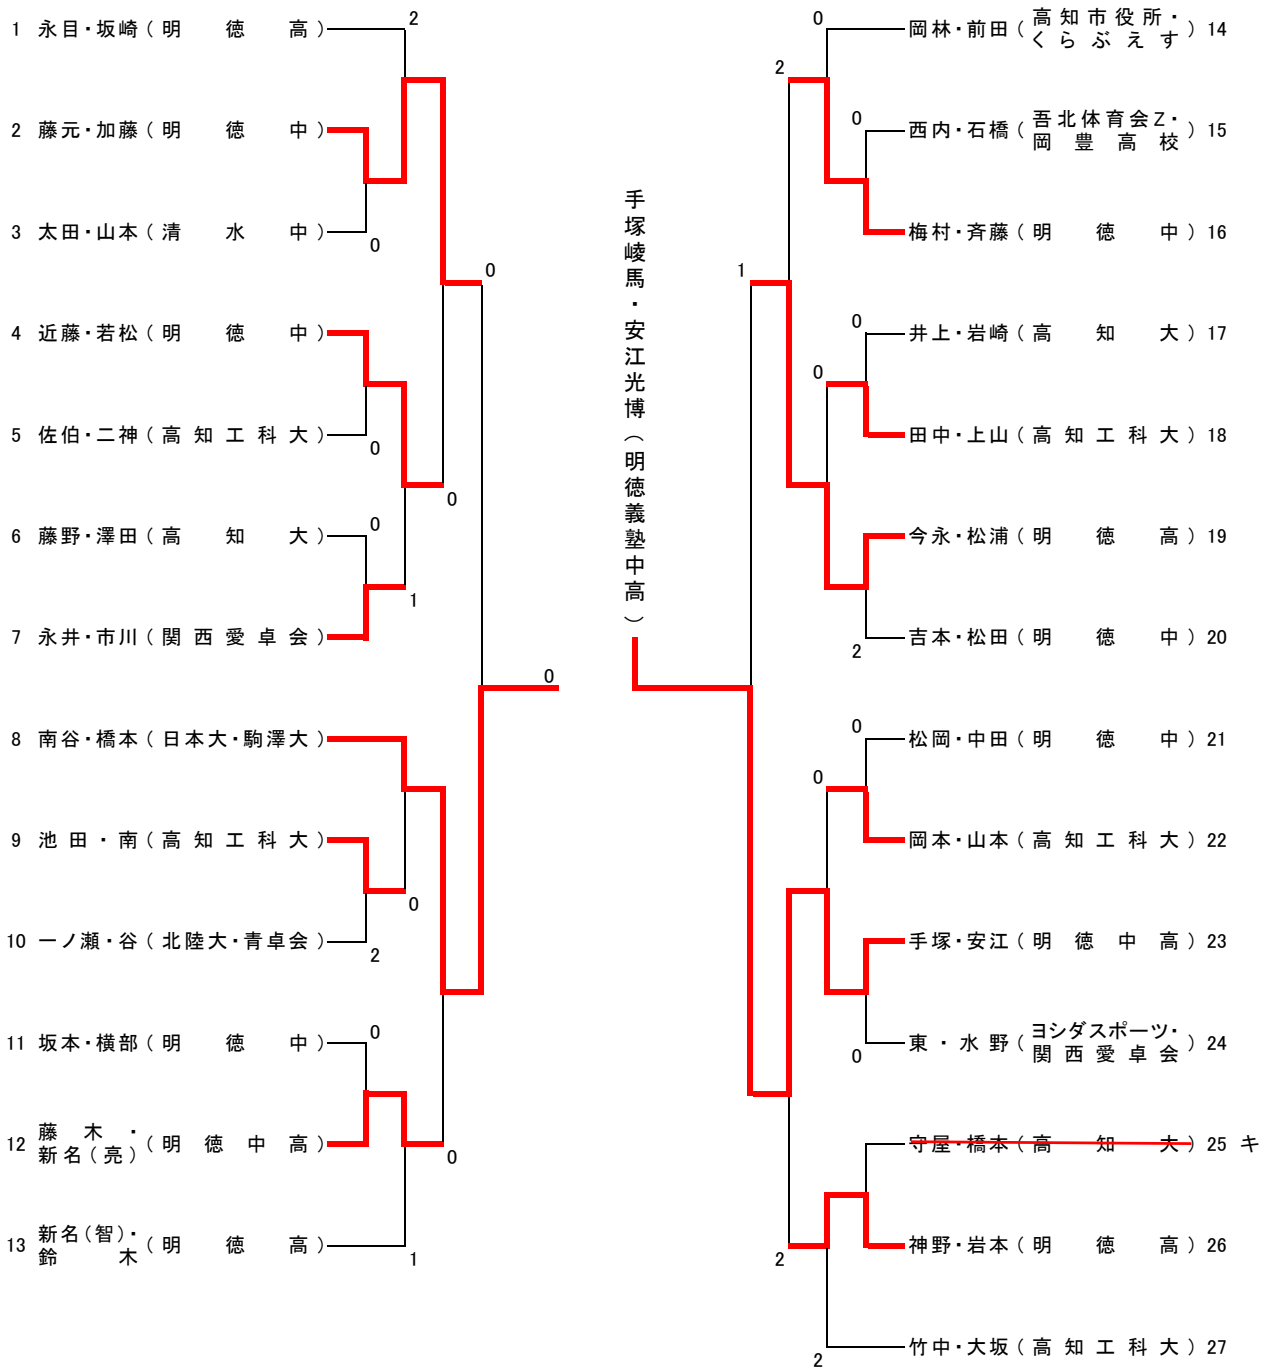 1 永目・坂崎(明徳高) 2
2 藤元・加藤(明徳中)
3 太田・山本(清水中) 0
0
4 近藤・若松(明徳中)
5 佐伯・二神(高知工科大) 0
0
6 藤野・澤田(高知大) 0
1
7 永井・市川(関西愛卓会)
0
8 南谷・橋本(日本大・駒澤大)
9 池田・南(高知工科大)
0
10 一ノ瀬・谷(北陸大・青卓会) 2
11 坂本・横部(明徳中) 0
12 藤木・新名(亮)(明徳中高)
0
13 新名(智)・鈴木(明徳高) 1
手塚崚馬・安江光博(明徳義塾中高)
0 岡林・前田(高知市役所・くらぶえす) 14
2
0 西内・石橋(吾北体育会Z・岡豊高校) 15
梅村・斉藤(明徳中) 16
1
0 井上・岩崎(高知大) 17
0
田中・上山(高知工科大) 18
今永・松浦(明徳高) 19
2 吉本・松田(明徳中) 20
0 松岡・中田(明徳中) 21
0
岡本・山本(高知工科大) 22
手塚・安江(明徳中高) 23
0 東・水野(ヨシダスポーツ・関西愛卓会) 24
守屋・橋本(高知大) 25 キ
神野・岩本(明徳高) 26
2
2 竹中・大坂(高知工科大) 27